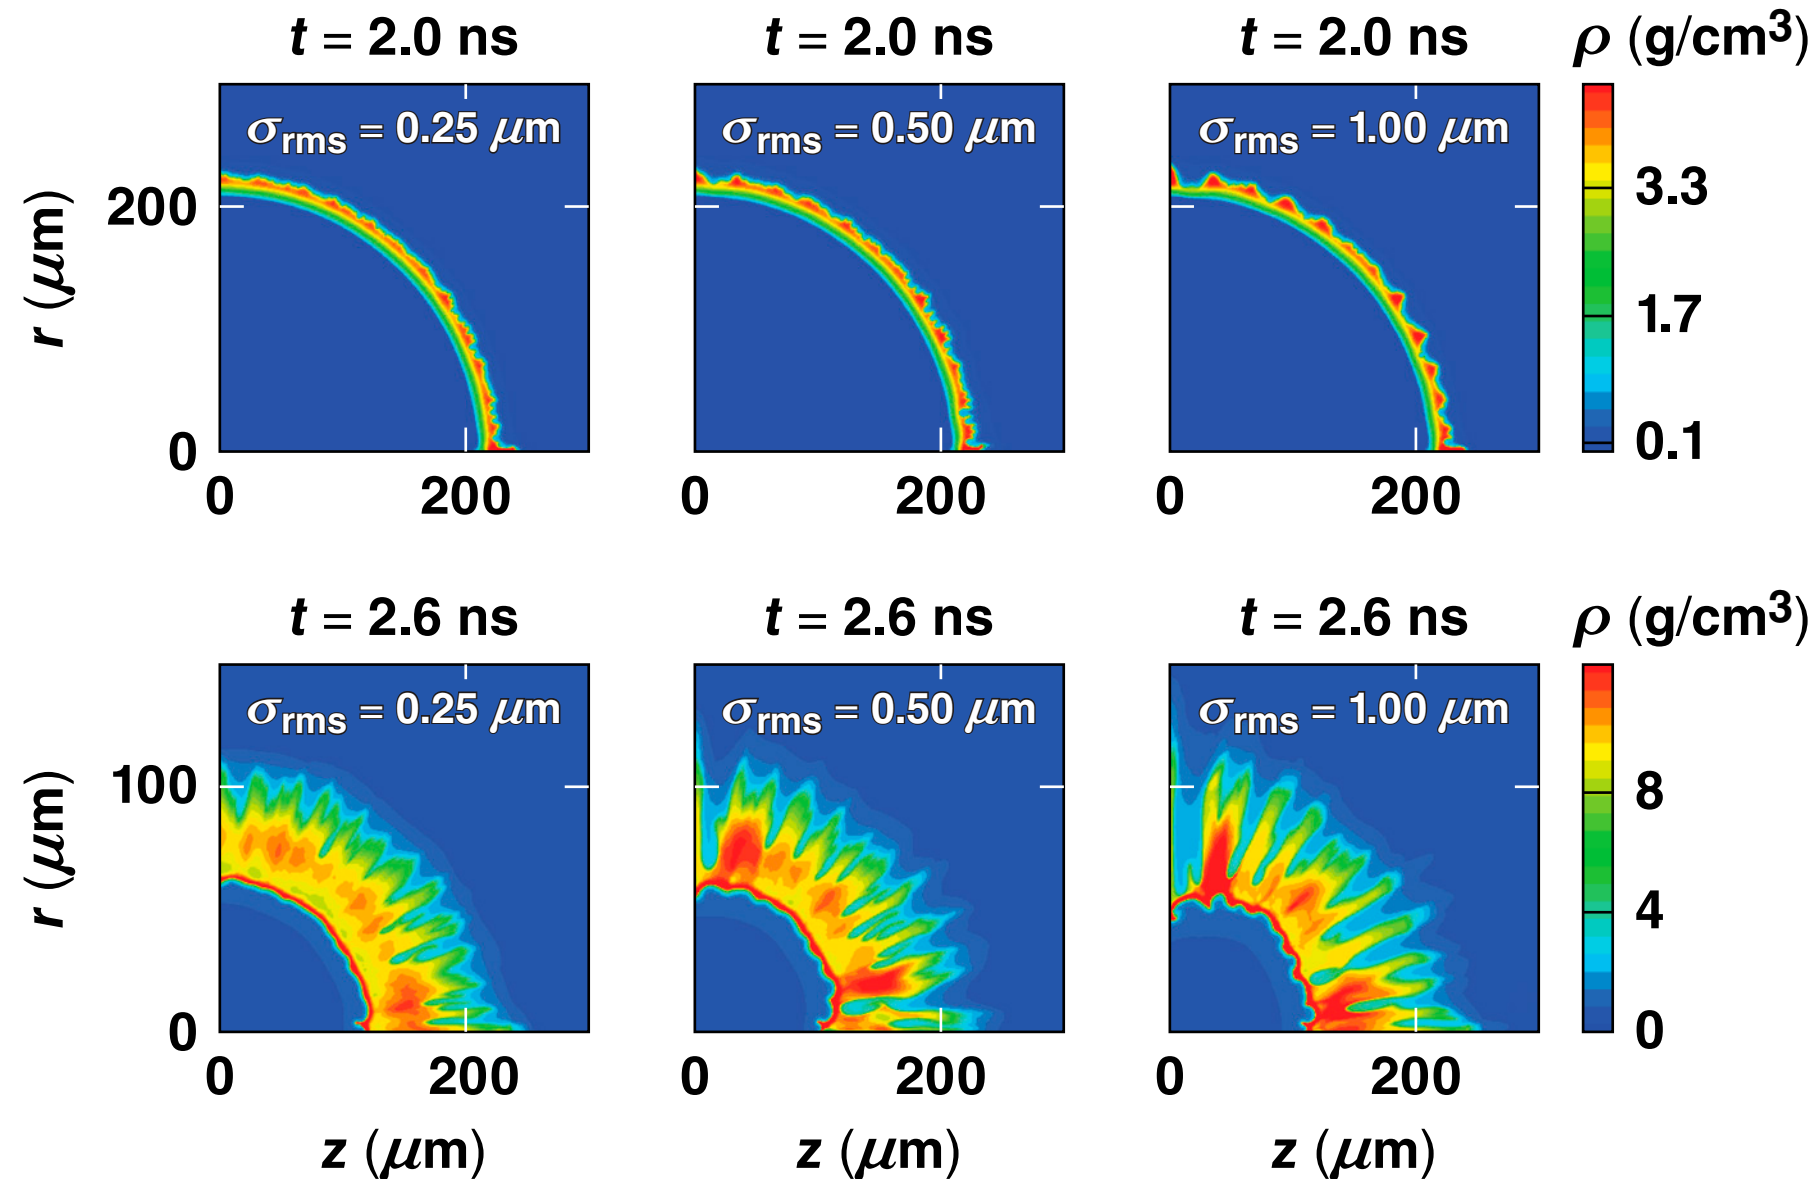 t = 2.0 ns t = 2.0 ns t = 2.0 ns ρ (g/cm³)
σrms = 0.25 μm σrms = 0.50 μm σrms = 1.00 μm
r (μm)
200
0
3.3
1.7
0.1
0 200 0 200 0 200
t = 2.6 ns t = 2.6 ns t = 2.6 ns ρ (g/cm³)
σrms = 0.25 μm σrms = 0.50 μm σrms = 1.00 μm
r (μm)
100
0
8
4
0
0 200 0 200 0 200
z (μm) z (μm) z (μm)